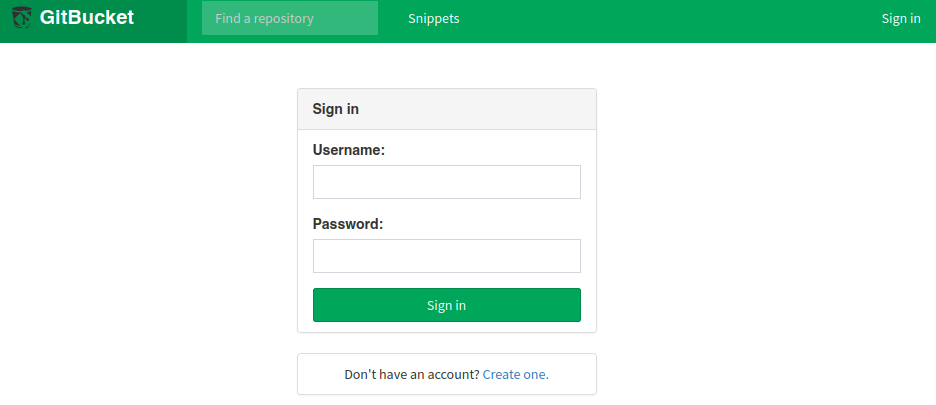 GitBucket Find a repository Snippets Sign in
Sign in
Username:
Password:
Sign in
Don't have an account? Create one.